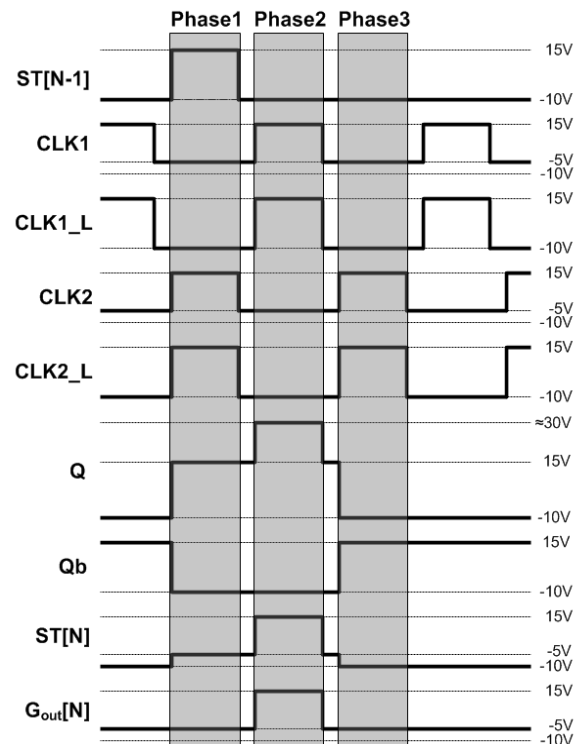 Phase1 Phase2 Phase3
15V
ST[N-1]
-10V
15V
CLK1
-5V
-10V
15V
CLK1_L
-10V
15V
CLK2
-5V
-10V
15V
CLK2_L
-10V
≈30V
Q
15V
-10V
15V
Qb
-10V
15V
ST[N]
-5V
-10V
15V
Gout[N]
-5V
-10V